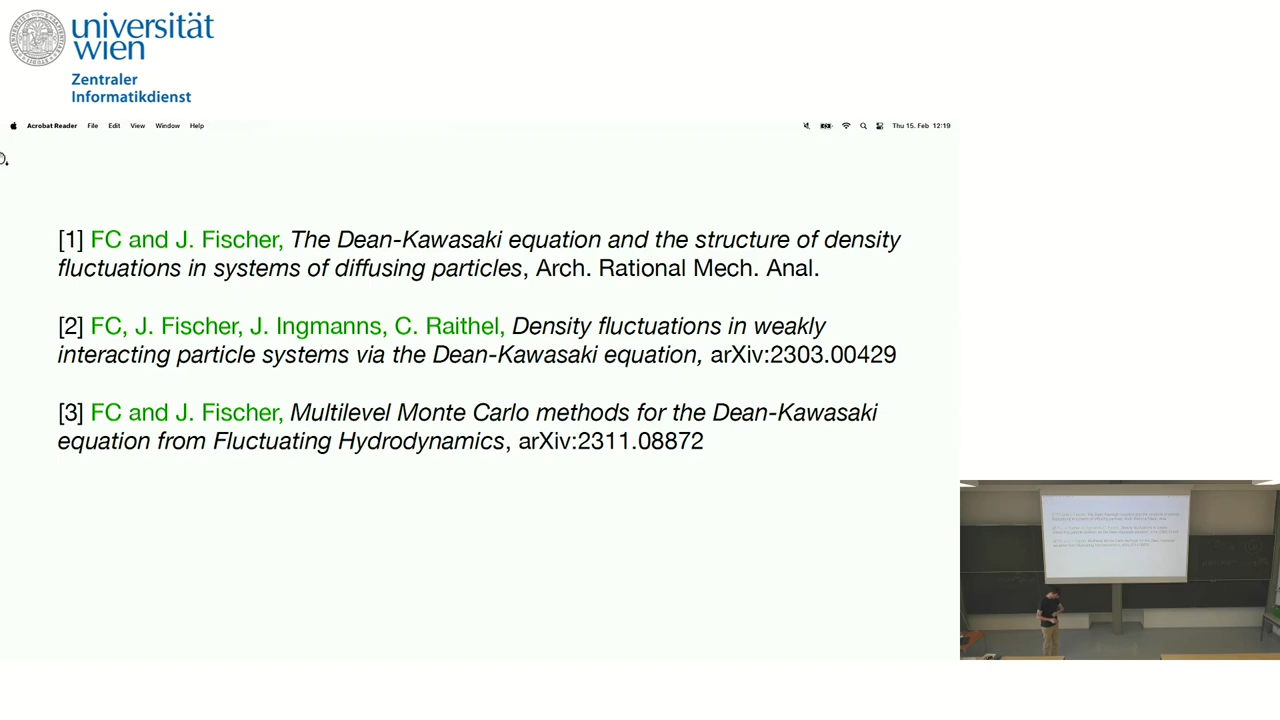 universität
wien
Zentraler
Informatikdienst
Acrobat Reader File Edit View Window Help Thu 15. Feb 12:19
[1] FC and J. Fischer, The Dean-Kawasaki equation and the structure of density
fluctuations in systems of diffusing particles, Arch. Rational Mech. Anal.
[2] FC, J. Fischer, J. Ingmanns, C. Raithel, Density fluctuations in weakly
interacting particle systems via the Dean-Kawasaki equation, arXiv:2303.00429
[3] FC and J. Fischer, Multilevel Monte Carlo methods for the Dean-Kawasaki
equation from Fluctuating Hydrodynamics, arXiv:2311.08872